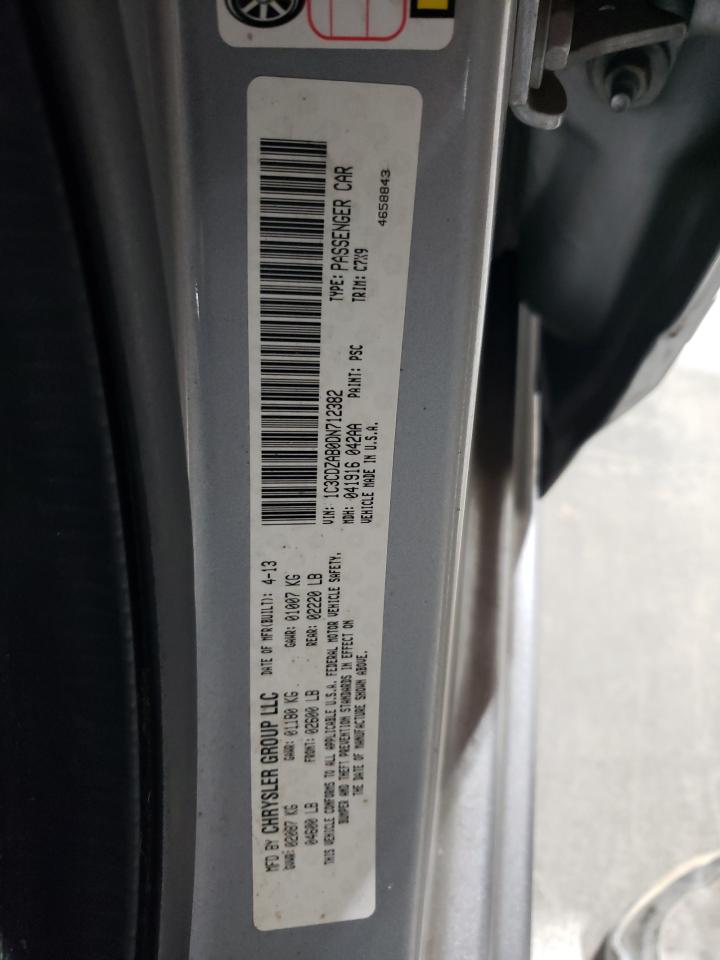 MFD BY CHRYSLER GROUP LLC DATE OF MFR(BUILT): 4-13
GVWR: 02087 KG GAWR: 01180 KG GAWR: 01007 KG
04600 LB FRONT: 02600 LB REAR: 02220 LB
THIS VEHICLE CONFORMS TO ALL APPLICABLE U.S.A. FEDERAL MOTOR VEHICLE SAFETY,
BUMPER AND THEFT PREVENTION STANDARDS IN EFFECT ON
THE DATE OF MANUFACTURE SHOWN ABOVE.
VIN: 1C3CDZAB0DN712382 TYPE: PASSENGER CAR
MDH: 041916 042AA PAINT: PSC TRIM: C7X9
VEHICLE MADE IN U.S.A.
4658843